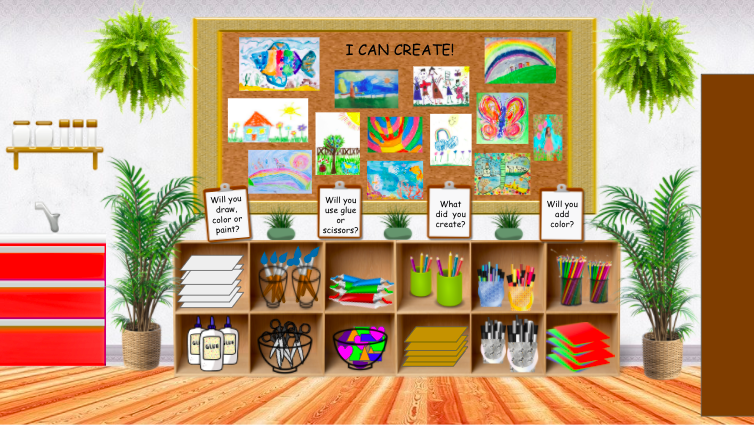 I CAN CREATE!
Will you
draw,
color or
paint?
Will you
use glue
or
scissors?
What
did you
create?
Will you
add
color?
GLUE
GLUE
GLUE